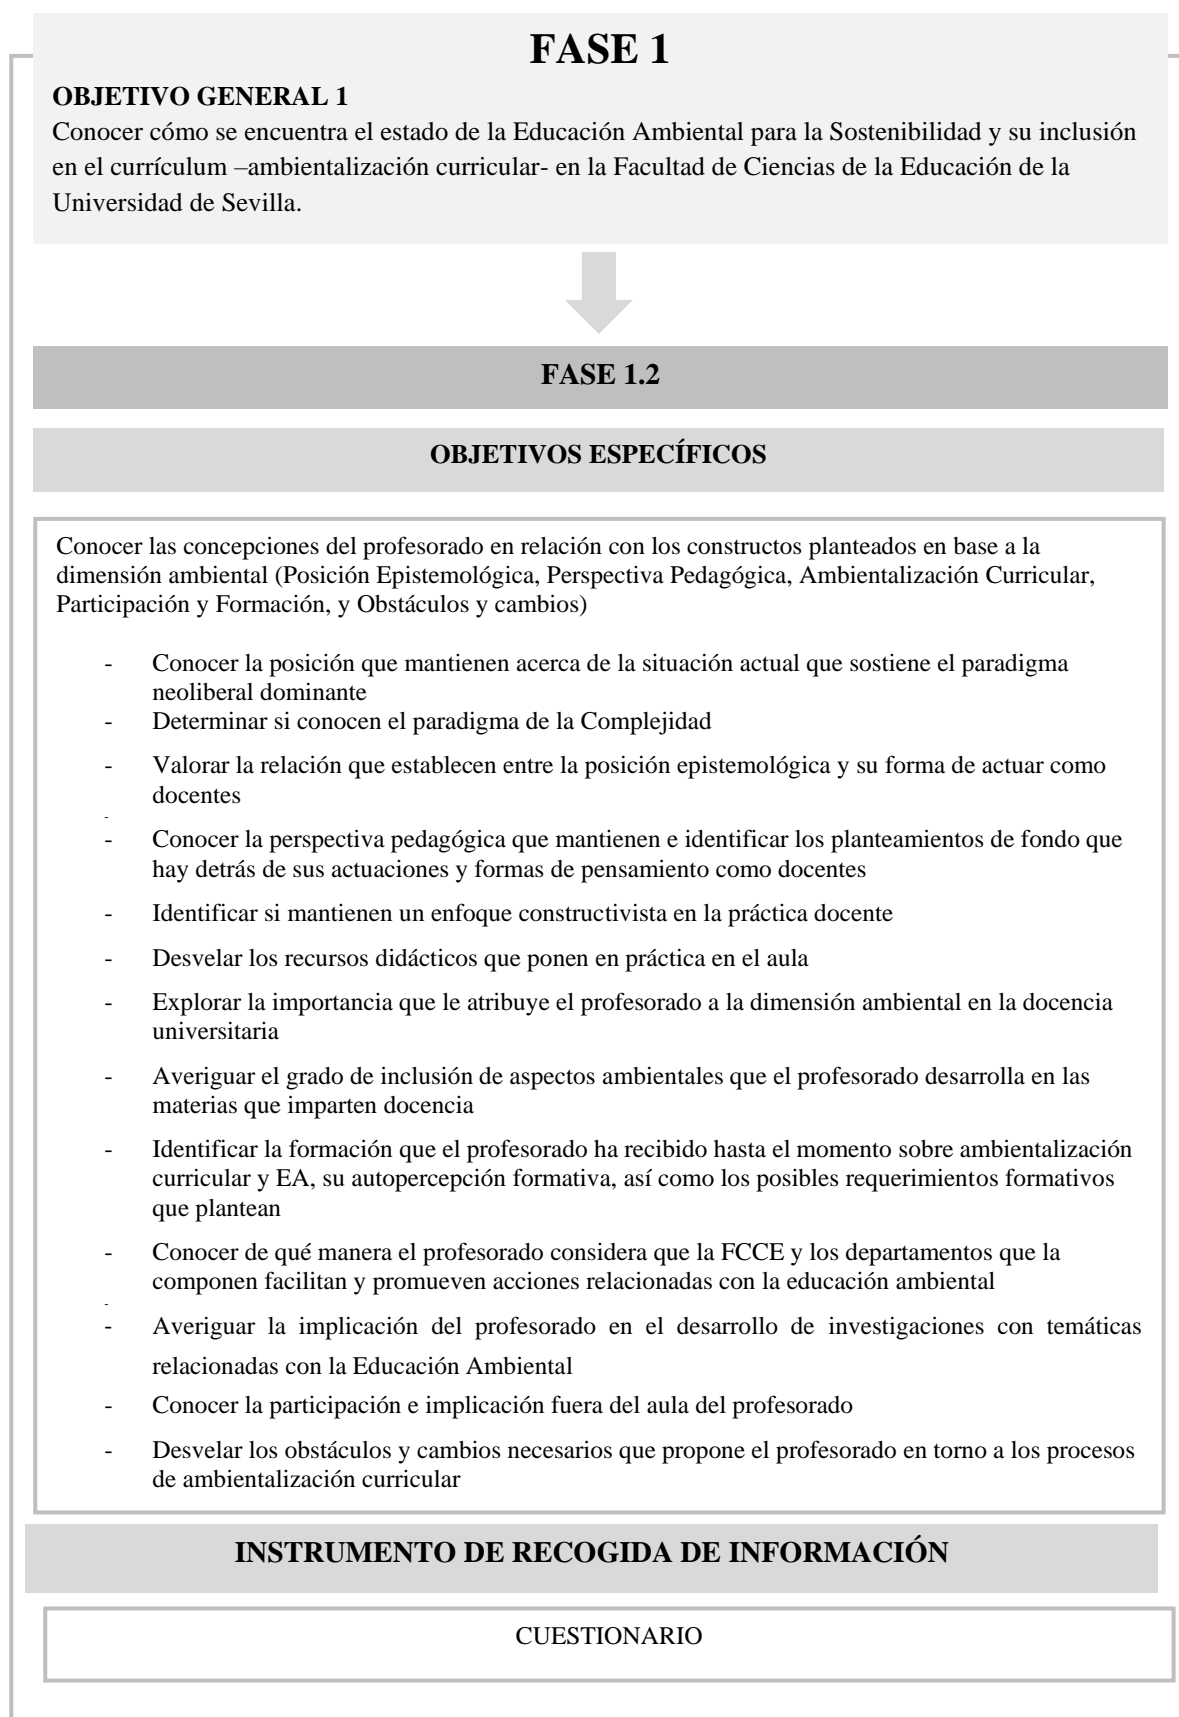 FASE 1
OBJETIVO GENERAL 1
Conocer cómo se encuentra el estado de la Educación Ambiental para la Sostenibilidad y su inclusión
en el currículum –ambientalización curricular- en la Facultad de Ciencias de la Educación de la
Universidad de Sevilla.
FASE 1.2
OBJETIVOS ESPECÍFICOS
Conocer las concepciones del profesorado en relación con los constructos planteados en base a la
dimensión ambiental (Posición Epistemológica, Perspectiva Pedagógica, Ambientalización Curricular,
Participación y Formación, y Obstáculos y cambios)
- Conocer la posición que mantienen acerca de la situación actual que sostiene el paradigma
neoliberal dominante
- Determinar si conocen el paradigma de la Complejidad
- Valorar la relación que establecen entre la posición epistemológica y su forma de actuar como
docentes
-
- Conocer la perspectiva pedagógica que mantienen e identificar los planteamientos de fondo que
hay detrás de sus actuaciones y formas de pensamiento como docentes
- Identificar si mantienen un enfoque constructivista en la práctica docente
- Desvelar los recursos didácticos que ponen en práctica en el aula
- Explorar la importancia que le atribuye el profesorado a la dimensión ambiental en la docencia
universitaria
- Averiguar el grado de inclusión de aspectos ambientales que el profesorado desarrolla en las
materias que imparten docencia
- Identificar la formación que el profesorado ha recibido hasta el momento sobre ambientalización
curricular y EA, su autopercepción formativa, así como los posibles requerimientos formativos
que plantean
- Conocer de qué manera el profesorado considera que la FCCE y los departamentos que la
componen facilitan y promueven acciones relacionadas con la educación ambiental
-
- Averiguar la implicación del profesorado en el desarrollo de investigaciones con temáticas
relacionadas con la Educación Ambiental
- Conocer la participación e implicación fuera del aula del profesorado
- Desvelar los obstáculos y cambios necesarios que propone el profesorado en torno a los procesos
de ambientalización curricular
INSTRUMENTO DE RECOGIDA DE INFORMACIÓN
CUESTIONARIO